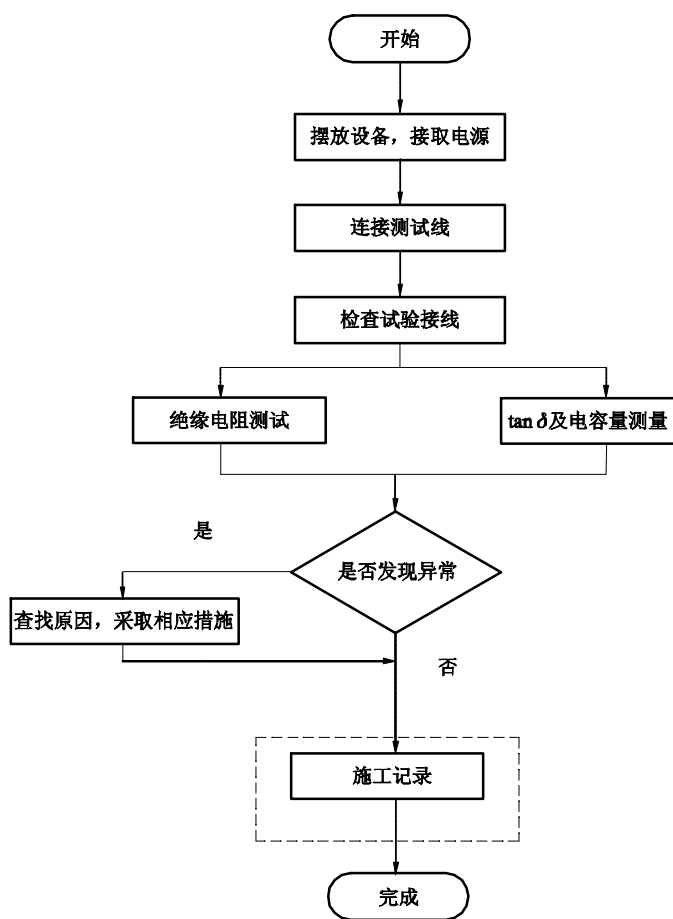 开始
摆放设备，接取电源
连接测试线
检查试验接线
绝缘电阻测试
tanδ及电容量测量
是
是否发现异常
查找原因，采取相应措施
否
施工记录
完成